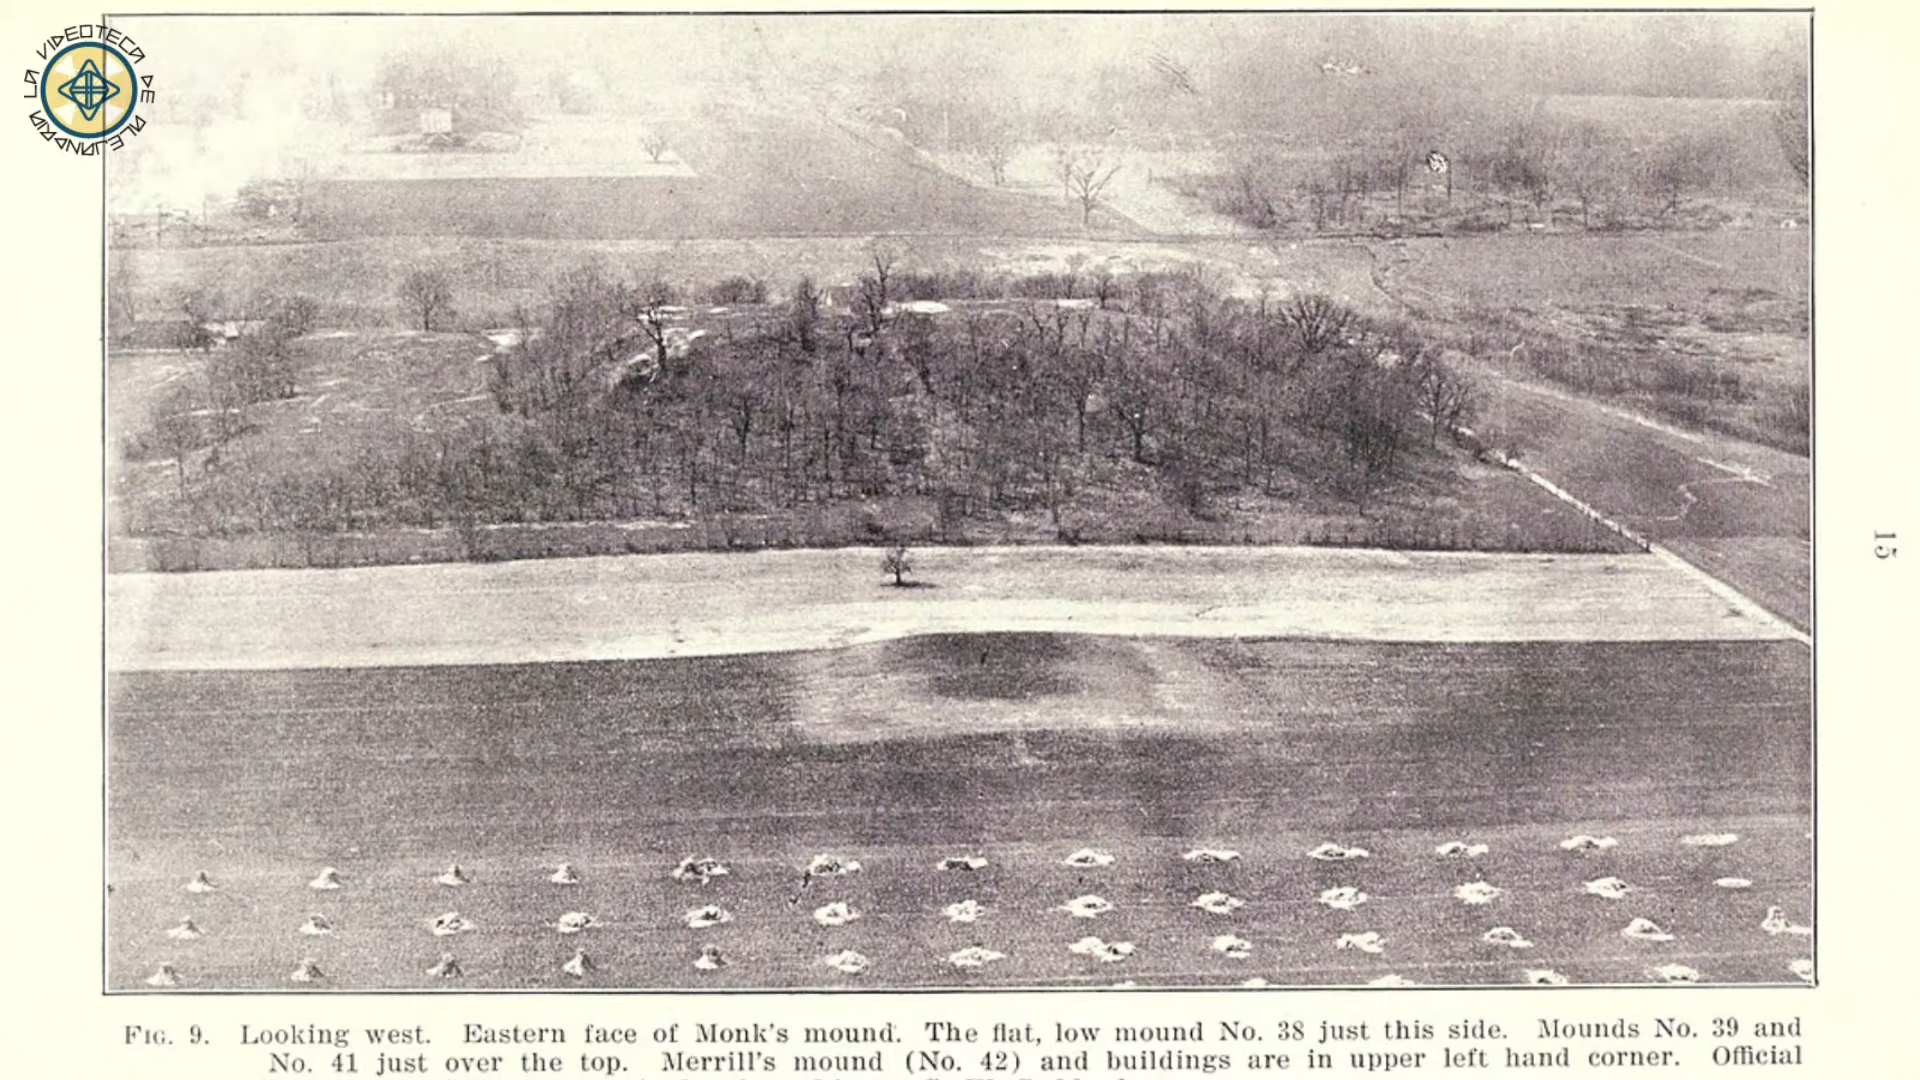 LA VIDEOTECA DE ALEJANDRIA
15
FIG. 9. Looking west. Eastern face of Monk's mound. The flat, low mound No. 38 just this side. Mounds No. 39 and
No. 41 just over the top. Merrill's mound (No. 42) and buildings are in upper left hand corner. Official